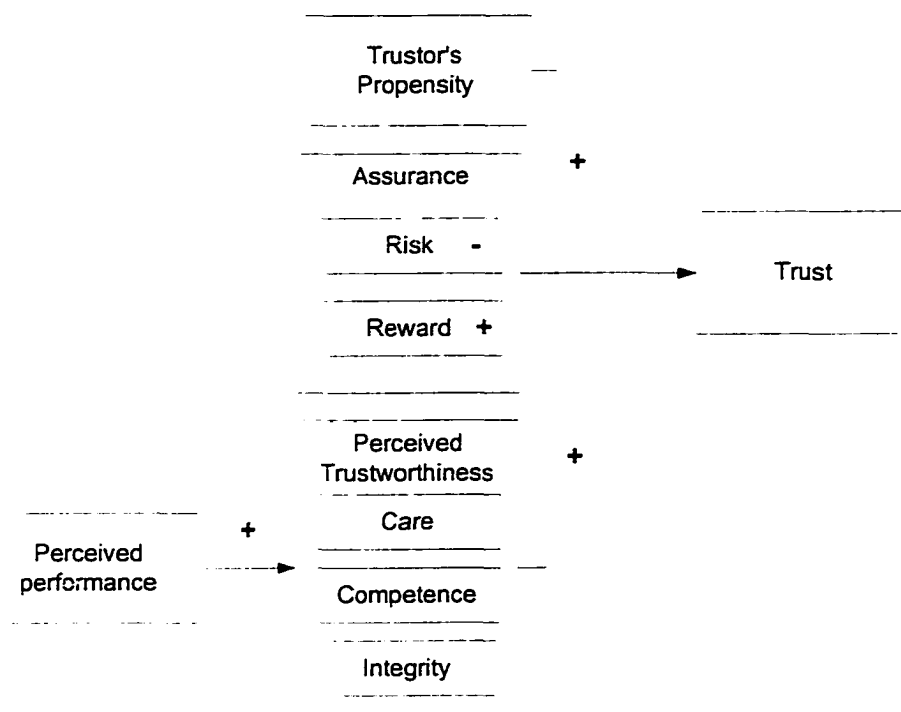 Trustor's
Propensity
+
Assurance
Risk -
Trust
Reward +
Perceived
Trustworthiness
+
Care
+
Perceived
performance
Competence
Integrity